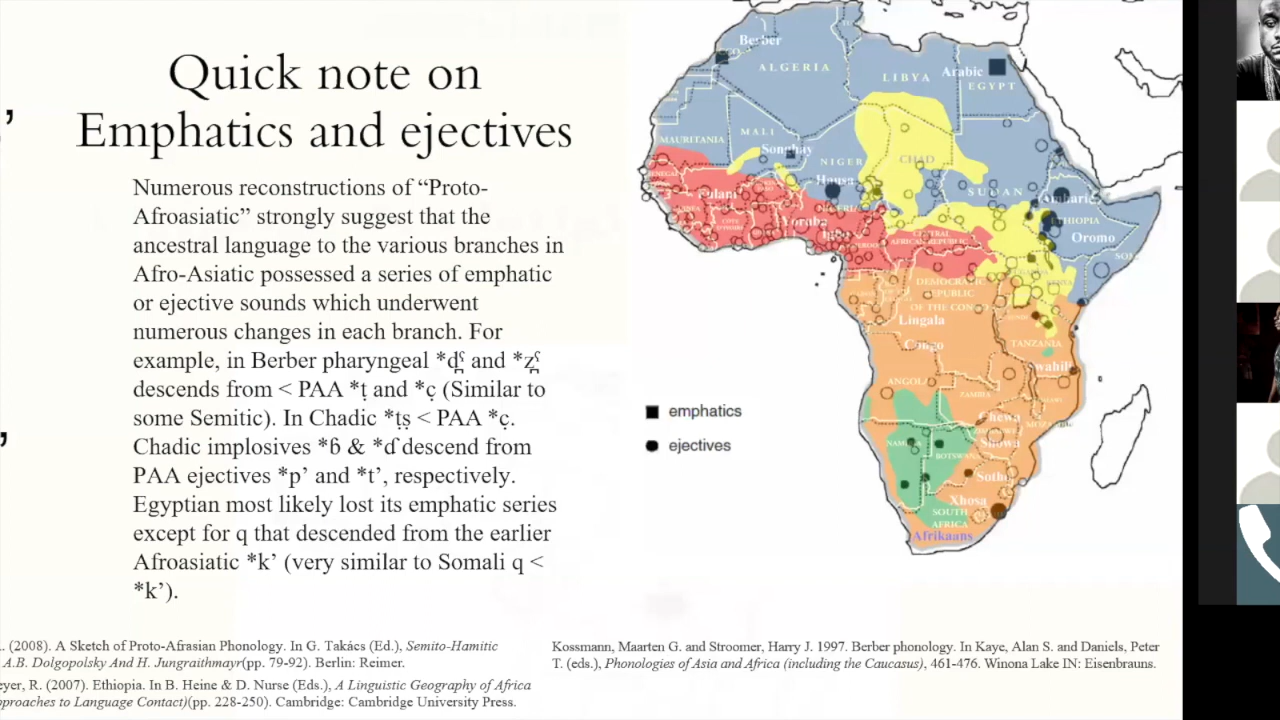 Quick note on
Emphatics and ejectives
Numerous reconstructions of “Proto-
Afroasiatic” strongly suggest that the
ancestral language to the various branches in
Afro-Asiatic possessed a series of emphatic
or ejective sounds which underwent
numerous changes in each branch. For
example, in Berber pharyngeal *d̪ˤ and *z̪ˤ
descends from < PAA *ṭ and *c̣ (Similar to
some Semitic). In Chadic *ṭṣ < PAA *c̣.
Chadic implosives *ɓ & *ɗ descend from
PAA ejectives *p’ and *t’, respectively.
Egyptian most likely lost its emphatic series
except for q that descended from the earlier
Afroasiatic *k’ (very similar to Somali q <
*k’).
Berber
ALGERIA
LIBYA
Arabic
EGYPT
MAURITANIA
MALI
Songhay
NIGER
CHAD
Hausa
SUDAN
Amharic
Fulani
ETHIOPIA
Yoruba
Igbo
CENTRAL
AFRICAN REPUBLIC
Oromo
DEMOCRATIC
REPUBLIC
OF THE CONGO
Lingala
Congo
TANZANIA
Swahili
ANGOLA
ZAMBIA
Chewa
Shona
NAMIBIA
BOTSWANA
Sotho
Xhosa
SOUTH
AFRICA
Afrikaans
emphatics
ejectives
(2008). A Sketch of Proto-Afrasian Phonology. In G. Takács (Ed.), Semito-Hamitic
A.B. Dolgopolsky And H. Jungraithmayr(pp. 79-92). Berlin: Reimer.
eyer, R. (2007). Ethiopia. In B. Heine & D. Nurse (Eds.), A Linguistic Geography of Africa
pproaches to Language Contact)(pp. 228-250). Cambridge: Cambridge University Press.
Kossmann, Maarten G. and Stroomer, Harry J. 1997. Berber phonology. In Kaye, Alan S. and Daniels, Peter
T. (eds.), Phonologies of Asia and Africa (including the Caucasus), 461-476. Winona Lake IN: Eisenbrauns.